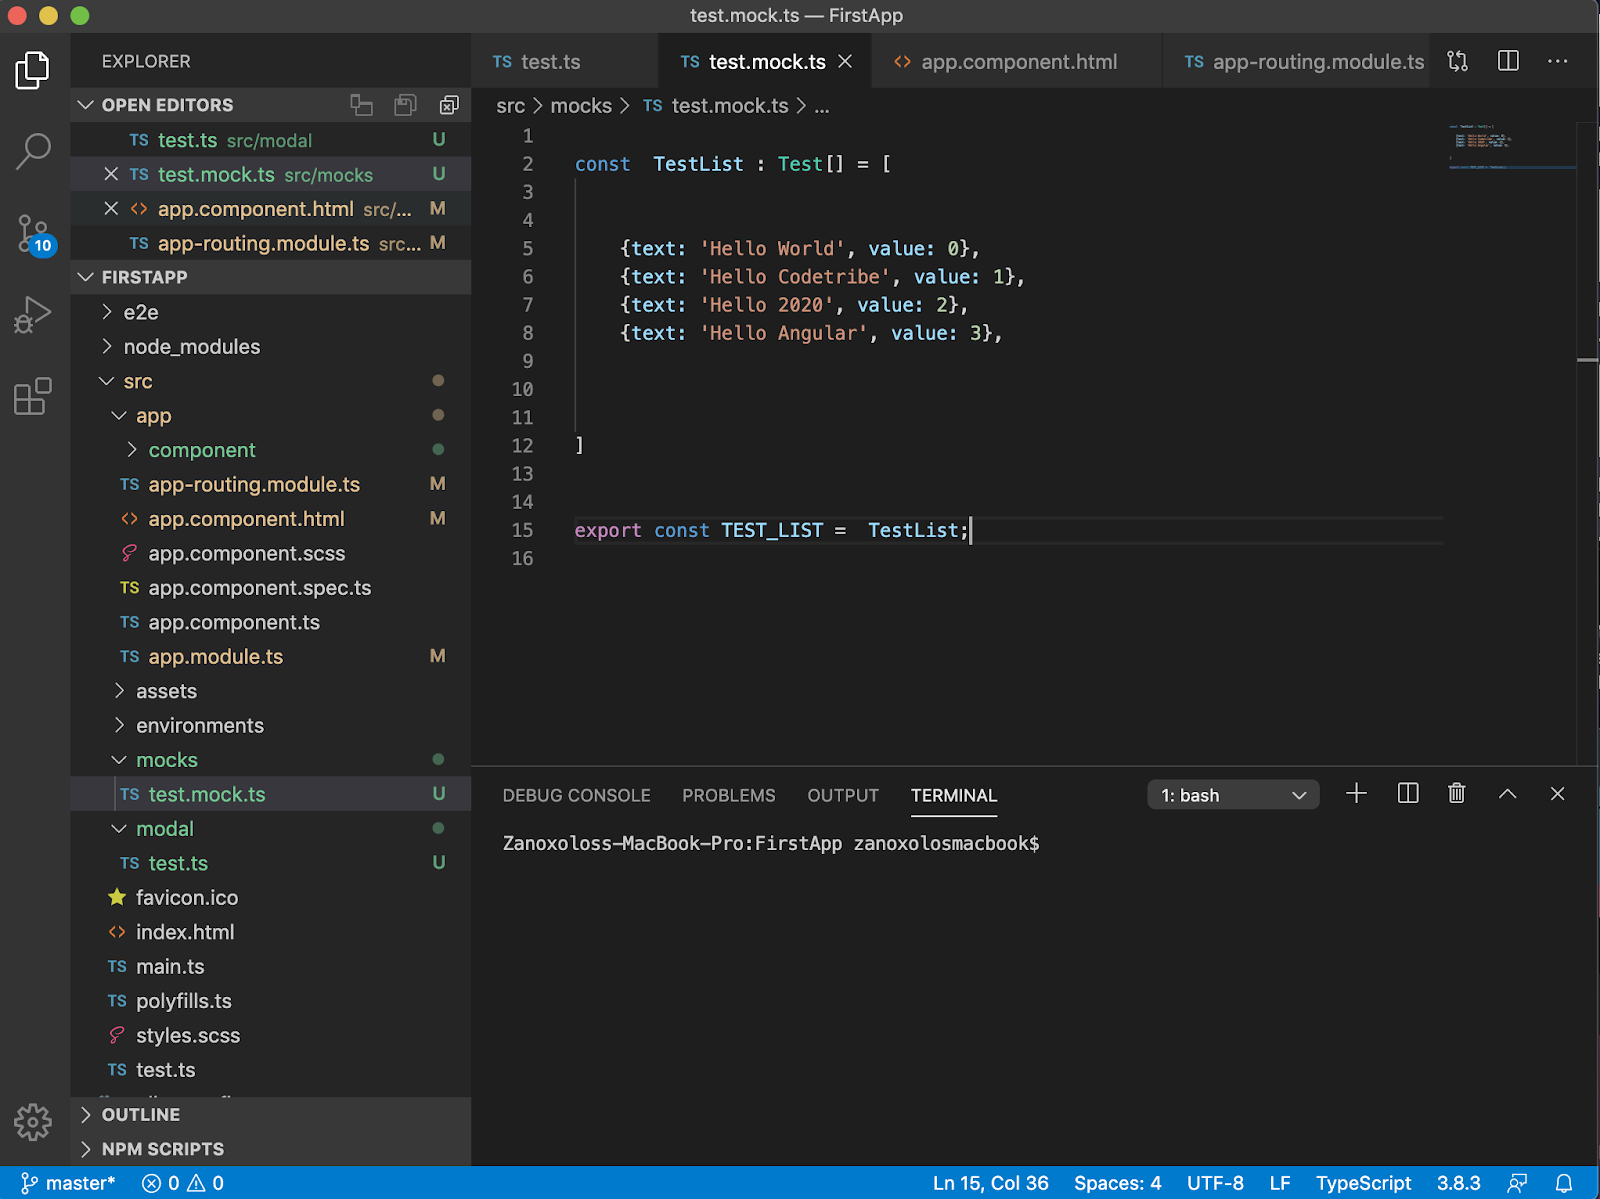 test.mock.ts — FirstApp
EXPLORER
OPEN EDITORS
TS test.ts src/modal U
TS test.mock.ts src/mocks U
<> app.component.html src/... M
TS app-routing.module.ts src... M
10
FIRSTAPP
e2e
node_modules
src
app
component
TS app-routing.module.ts M
<> app.component.html M
app.component.scss
TS app.component.spec.ts
TS app.component.ts
TS app.module.ts M
assets
environments
mocks
TS test.mock.ts U
modal
TS test.ts U
favicon.ico
<> index.html
TS main.ts
TS polyfills.ts
styles.scss
TS test.ts
OUTLINE
NPM SCRIPTS
TS test.ts TS test.mock.ts <> app.component.html TS app-routing.module.ts ...
src > mocks > TS test.mock.ts > ...
1
2 const  TestList : Test[] = [
3
4
5 {text: 'Hello World', value: 0},
6 {text: 'Hello Codetribe', value: 1},
7 {text: 'Hello 2020', value: 2},
8 {text: 'Hello Angular', value: 3},
9
10
11
12 ]
13
14
15 export const TEST_LIST =  TestList;
16
DEBUG CONSOLE PROBLEMS OUTPUT TERMINAL 1: bash
Zanoxoloss-MacBook-Pro:FirstApp zanoxolosmacbook$
master* 0 0 Ln 15, Col 36 Spaces: 4 UTF-8 LF TypeScript 3.8.3